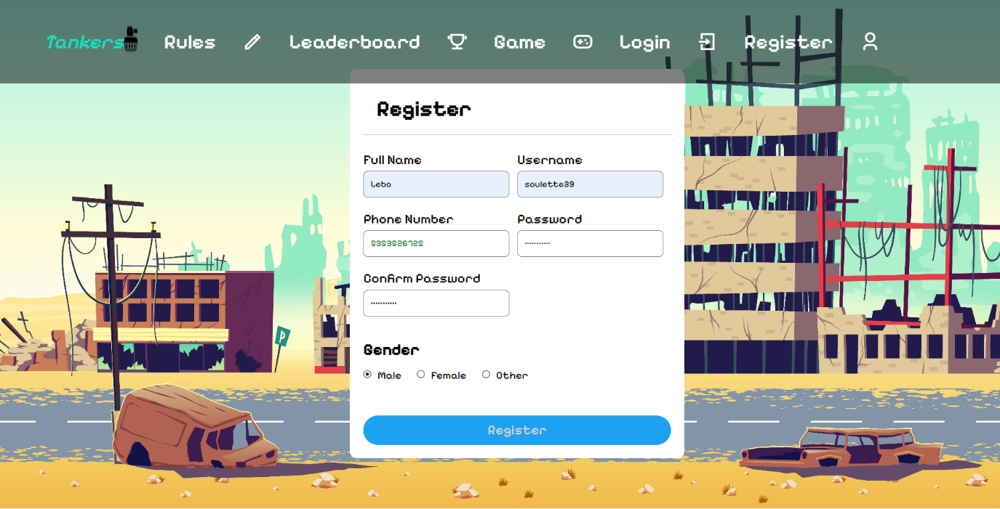 Tankers Rules Leaderboard Game Login Register
Register
Full Name Username
Lebo soulette39
Phone Number Password
Confirm Password
Gender
Male Female Other
Register
P